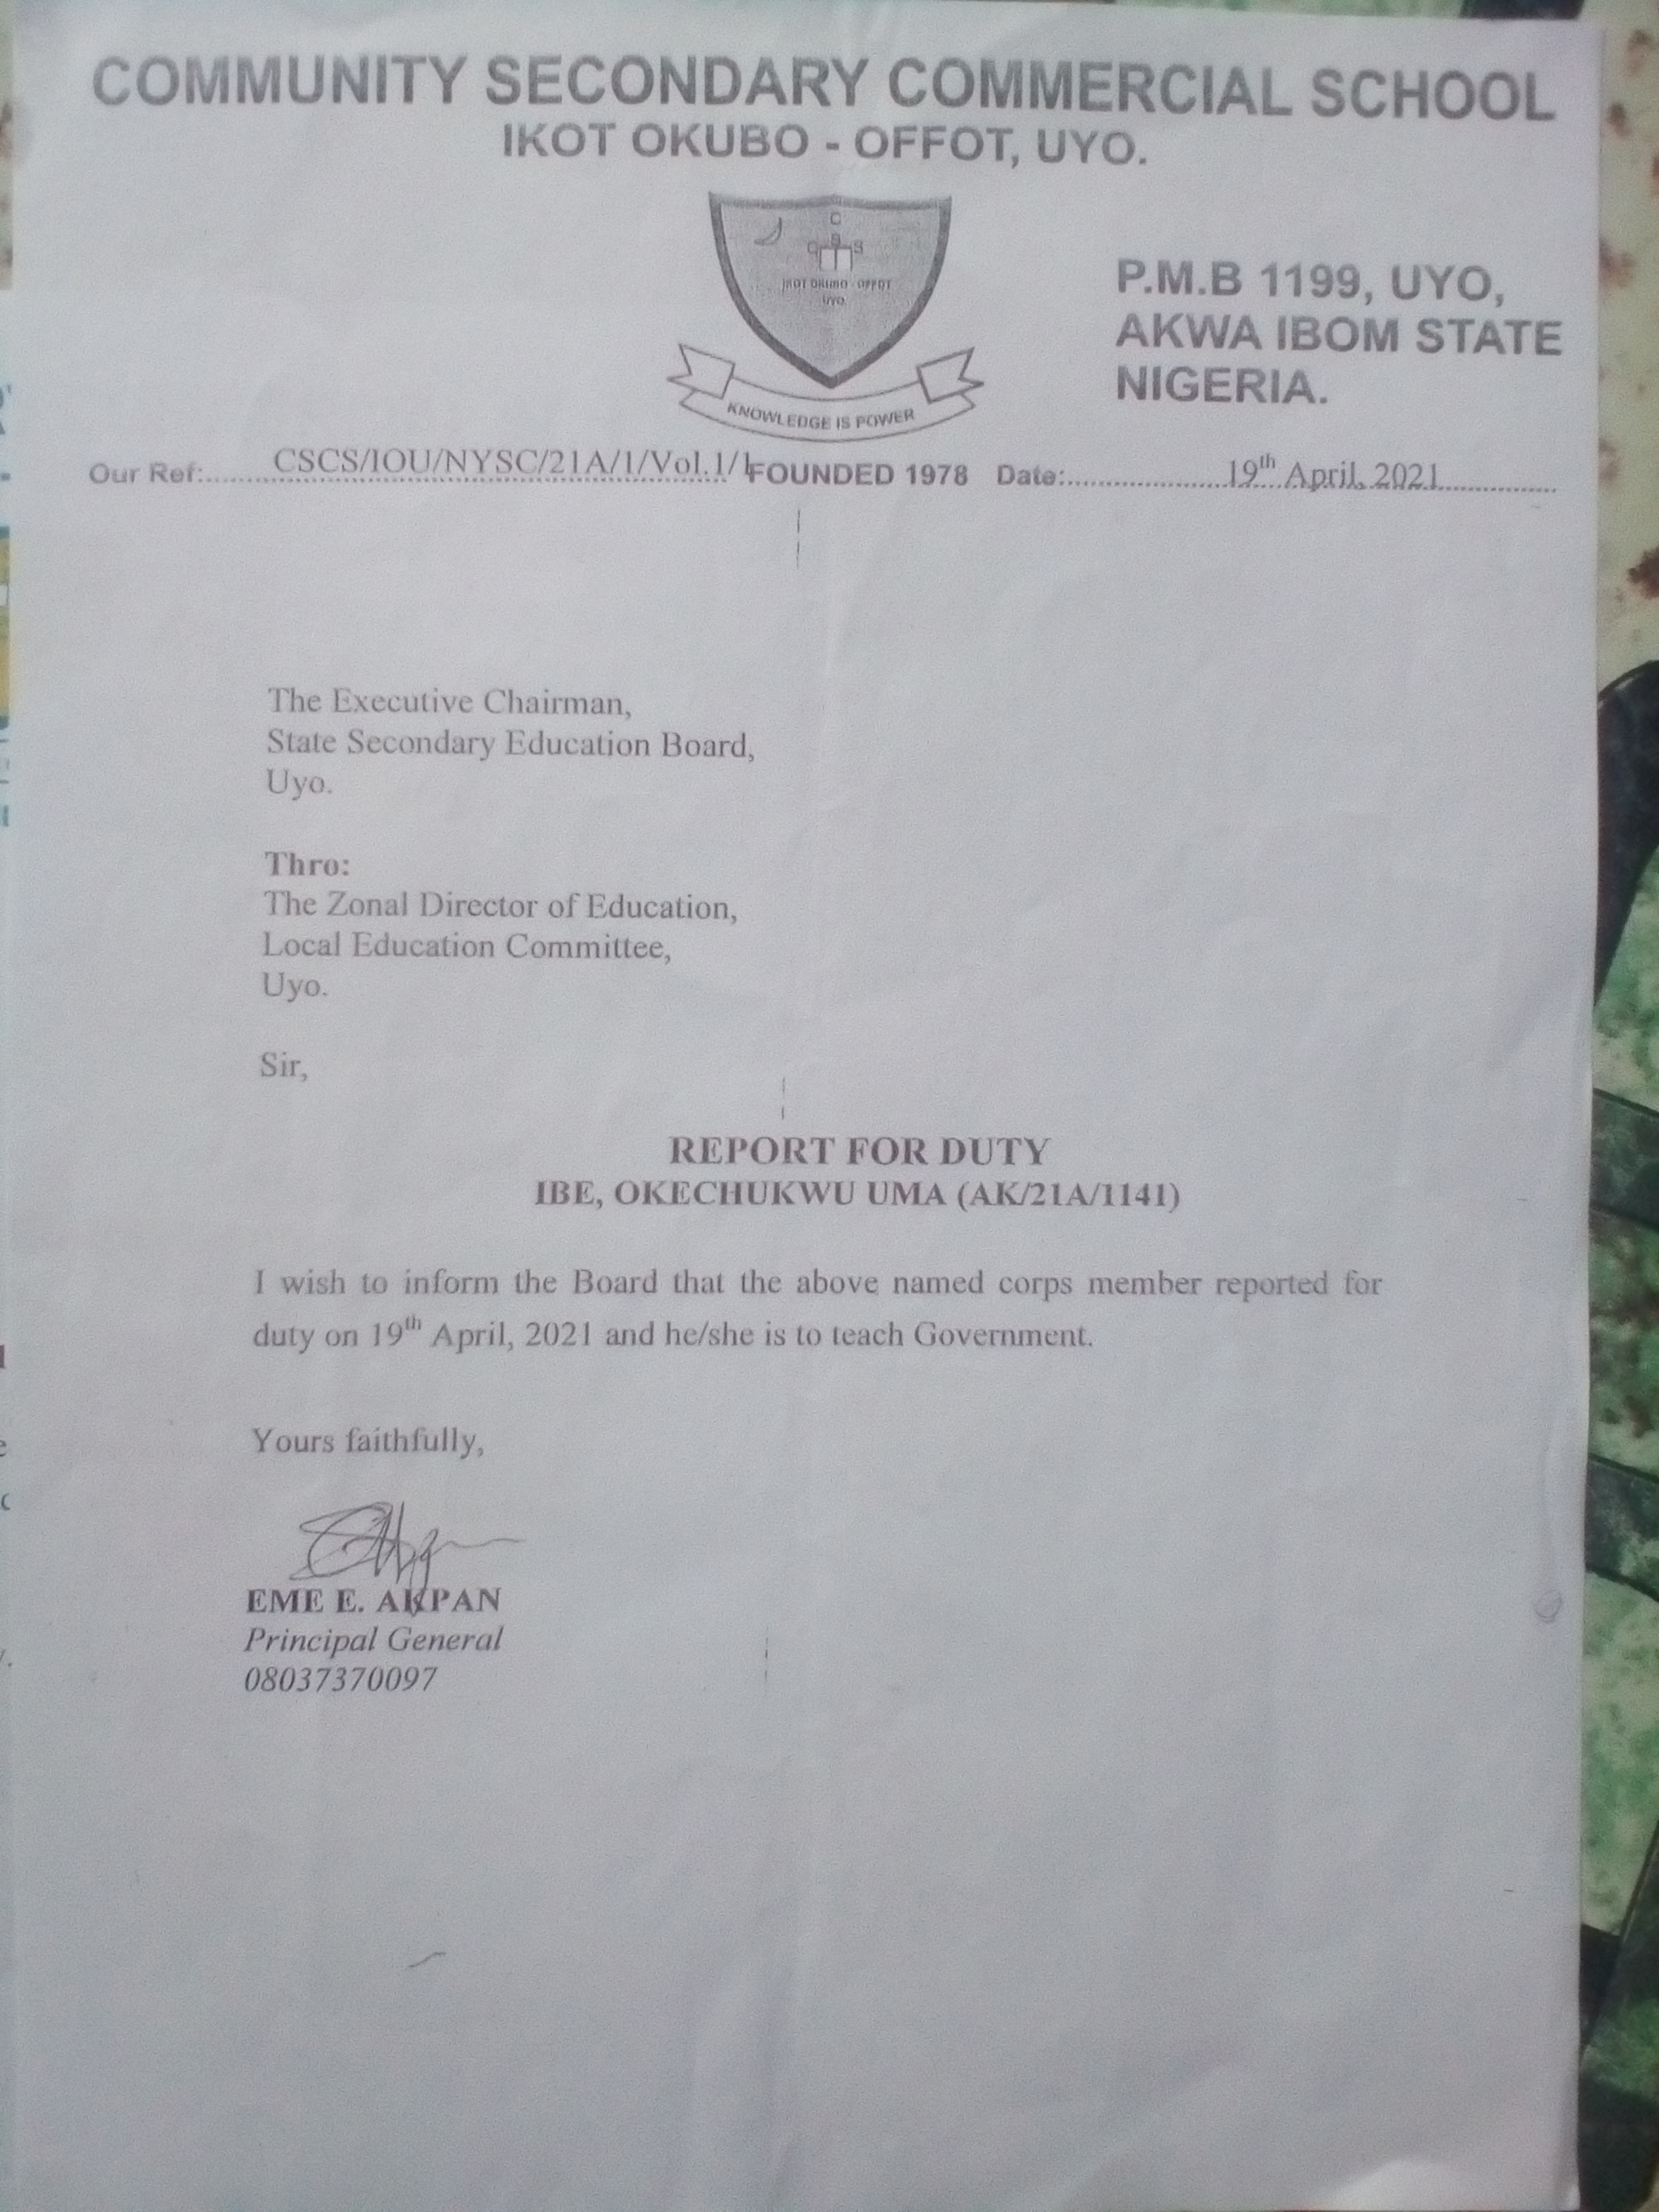 COMMUNITY SECONDARY COMMERCIAL SCHOOL
IKOT OKUBO - OFFOT, UYO.
C
C S S
IKOT OKUBO - OFFOT
UYO.
KNOWLEDGE IS POWER
P.M.B 1199, UYO,
AKWA IBOM STATE
NIGERIA.
Our Ref: CSCS/IOU/NYSC/21A/1/Vol.1/1 FOUNDED 1978 Date: 19th April, 2021
The Executive Chairman,
State Secondary Education Board,
Uyo.
Thro:
The Zonal Director of Education,
Local Education Committee,
Uyo.
Sir,
REPORT FOR DUTY
IBE, OKECHUKWU UMA (AK/21A/1141)
I wish to inform the Board that the above named corps member reported for
duty on 19th April, 2021 and he/she is to teach Government.
Yours faithfully,
EME E. AKPAN
Principal General
08037370097